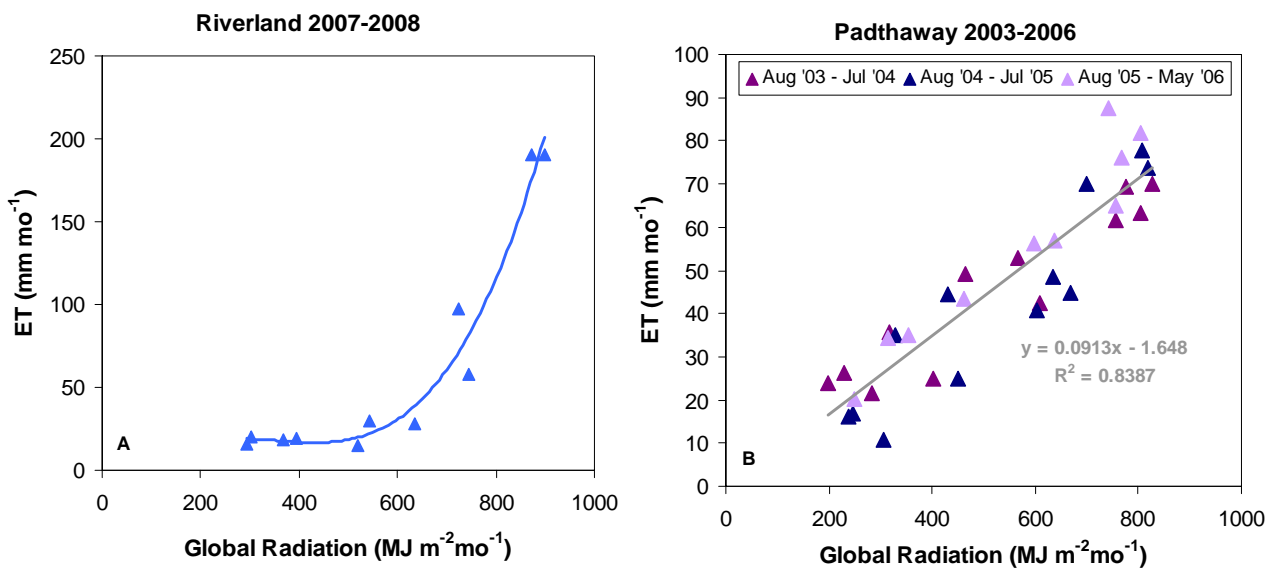 Riverland 2007-2008
250
200
150
100
50
0
ET (mm mo-1)
A
0 200 400 600 800 1000
Global Radiation (MJ m-2mo-1)
Padthaway 2003-2006
100
90
80
70
60
50
40
30
20
10
0
ET (mm mo-1)
Aug '03 - Jul '04 Aug '04 - Jul '05 Aug '05 - May '06
y = 0.0913x - 1.648
R2 = 0.8387
B
0 200 400 600 800 1000
Global Radiation (MJ m-2mo-1)